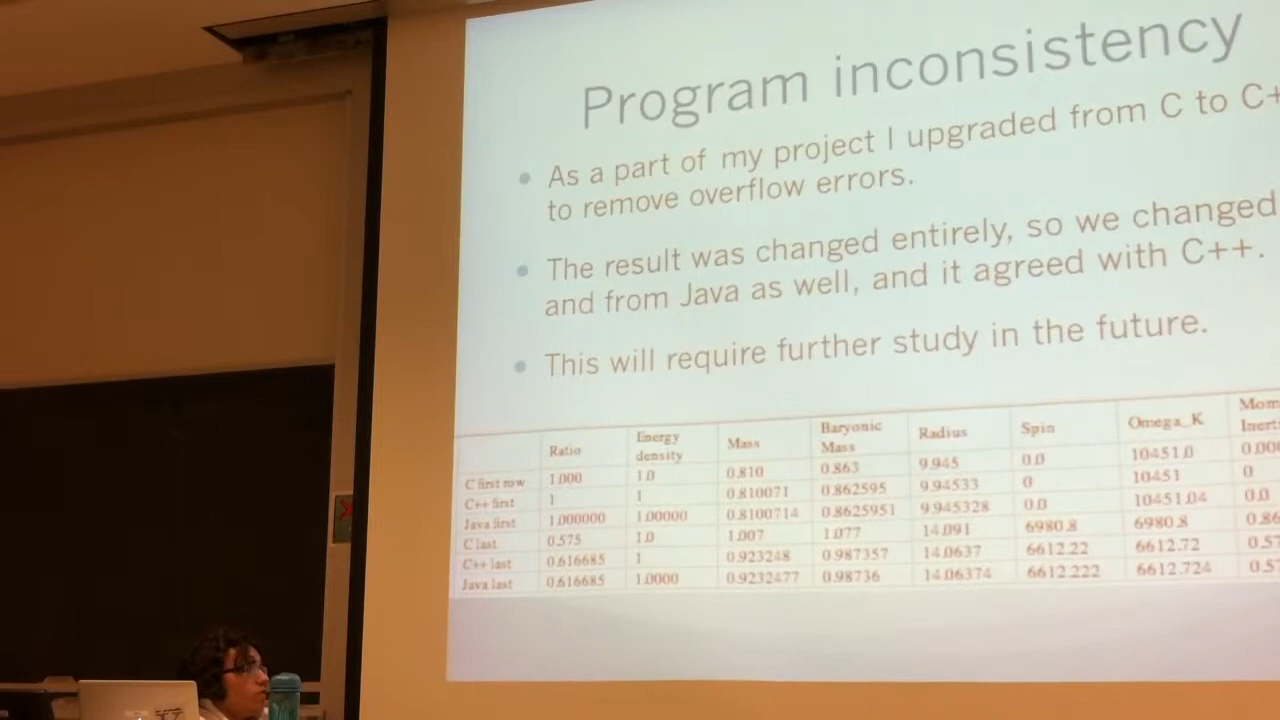 Program inconsistency
• As a part of my project I upgraded from C to C+
to remove overflow errors.
• The result was changed entirely, so we changed
and from Java as well, and it agreed with C++.
• This will require further study in the future.
Ratio Energy density Mass Baryonic Mass Radius Spin Omega_K
C first row 1.000 1.0 0.810 0.863 9.945 0.0 10451.0
C++ first 1 1 0.810071 0.862595 9.94533 0 10451 0
Java first 1.000000 1.00000 0.8100714 0.8625951 9.945328 0.0 10451.04 0.0
C last 0.575 1.0 1.007 1.077 14.091 6980.8 6980.8
C++ last 0.616685 1 0.923248 0.987357 14.0637 6612.22 6612.72
Java last 0.616685 1.0000 0.9232477 0.98736 14.06374 6612.222 6612.724